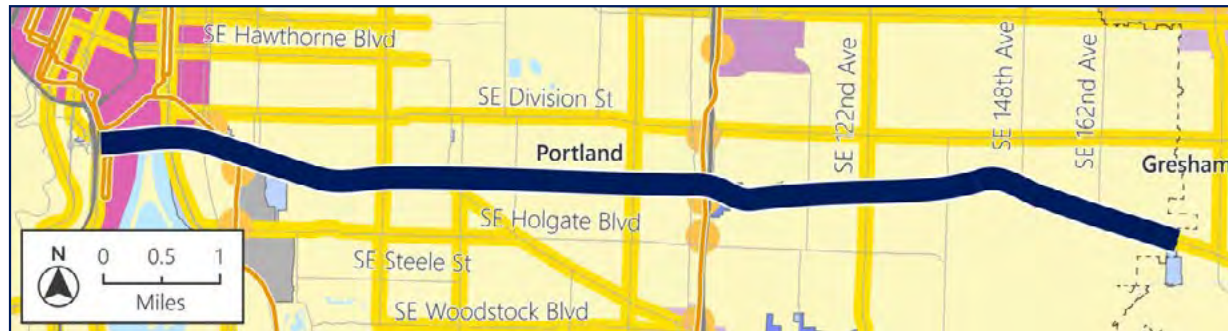 SE Hawthorne Blvd
SE Division St
Portland
SE 122nd Ave
SE 148th Ave
SE 162nd Ave
Gresham
SE Holgate Blvd
SE Steele St
SE Woodstock Blvd
N
0 0.5 1
Miles